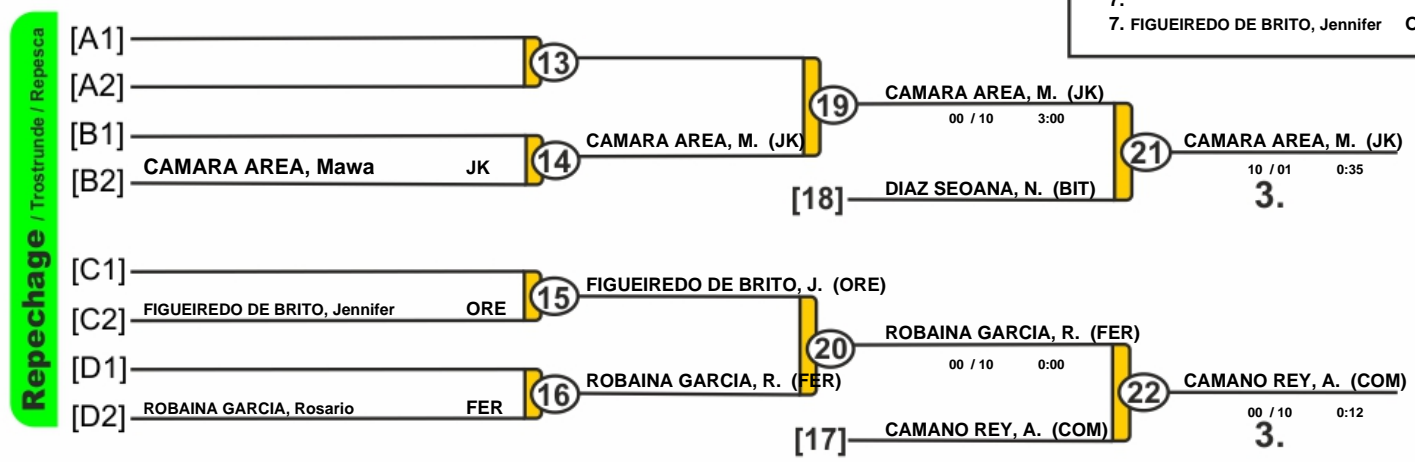 7.
7. FIGUEIREDO DE BRITO, Jennifer
Repechage / Trostrunde / Repesca
[A1]
[A2]
13
[B1]
[B2] CAMARA AREA, Mawa JK
14
CAMARA AREA, M. (JK)
19
CAMARA AREA, M. (JK)
00 / 10 3:00
[18] DIAZ SEOANA, N. (BIT)
21
CAMARA AREA, M. (JK)
10 / 01 0:35
3.
[C1]
[C2] FIGUEIREDO DE BRITO, Jennifer ORE
15
FIGUEIREDO DE BRITO, J. (ORE)
[D1]
[D2] ROBAINA GARCIA, Rosario FER
16
ROBAINA GARCIA, R. (FER)
20
ROBAINA GARCIA, R. (FER)
00 / 10 0:00
[17] CAMANO REY, A. (COM)
22
CAMANO REY, A. (COM)
00 / 10 0:12
3.